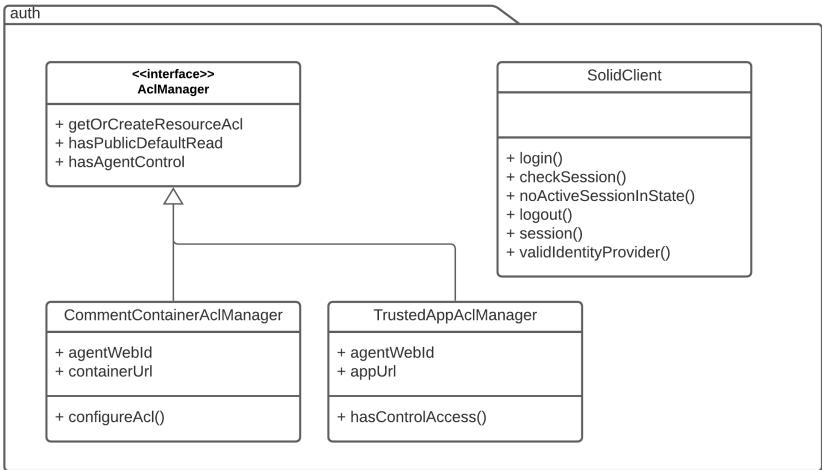 auth
<<interface>>
AclManager
+ getOrCreateResourceAcl
+ hasPublicDefaultRead
+ hasAgentControl
SolidClient
+ login()
+ checkSession()
+ noActiveSessionInState()
+ logout()
+ session()
+ validIdentityProvider()
CommentContainerAclManager
+ agentWebId
+ containerUrl
+ configureAcl()
TrustedAppAclManager
+ agentWebId
+ appUrl
+ hasControlAccess()